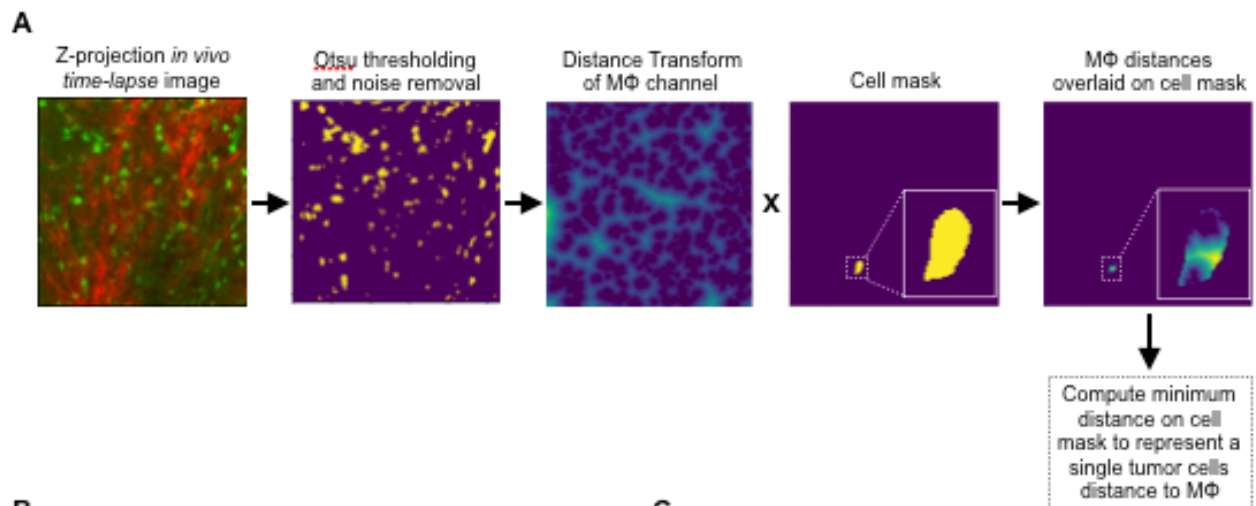 A
Z-projection in vivo
time-lapse image
Otsu thresholding
and noise removal
Distance Transform
of MΦ channel
Cell mask
MΦ distances
overlaid on cell mask
X
Compute minimum
distance on cell
mask to represent a
single tumor cells
distance to MΦ